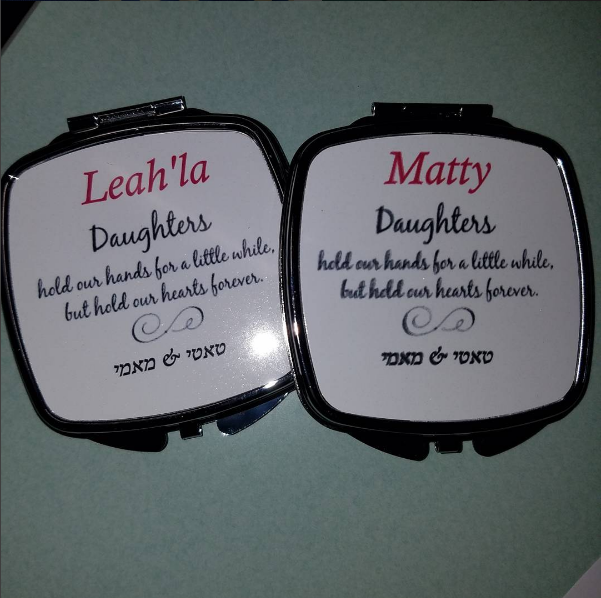 Leah'la
Daughters
hold our hands for a little while,
but hold our hearts forever.
טאטי & מאמי
Matty
Daughters
hold our hands for a little while,
but hold our hearts forever.
טאטי & מאמי